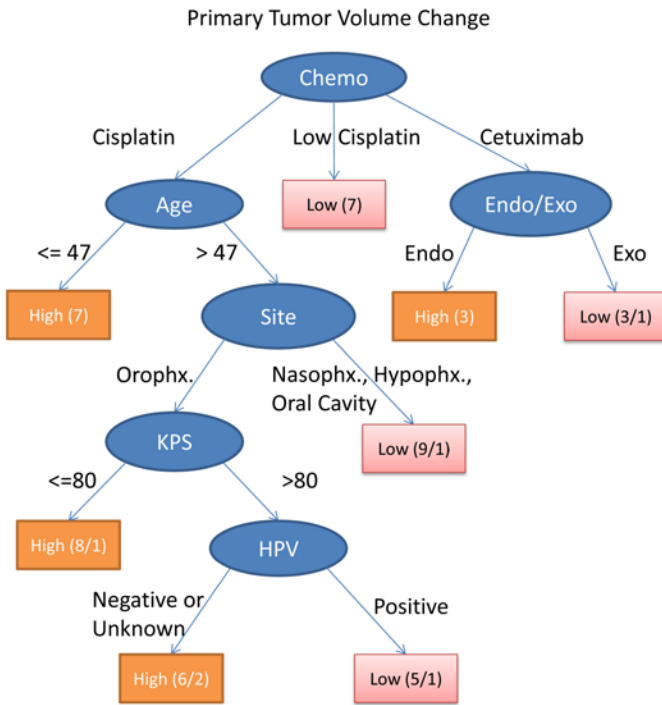 Primary Tumor Volume Change
Chemo
Cisplatin
Low Cisplatin
Cetuximab
Age
Low (7)
Endo/Exo
<= 47
> 47
Endo
Exo
High (7)
Site
High (3)
Low (3/1)
Orophx.
Nasophx., Hypophx.,
Oral Cavity
KPS
Low (9/1)
<=80
>80
High (8/1)
HPV
Negative or
Unknown
Positive
High (6/2)
Low (5/1)